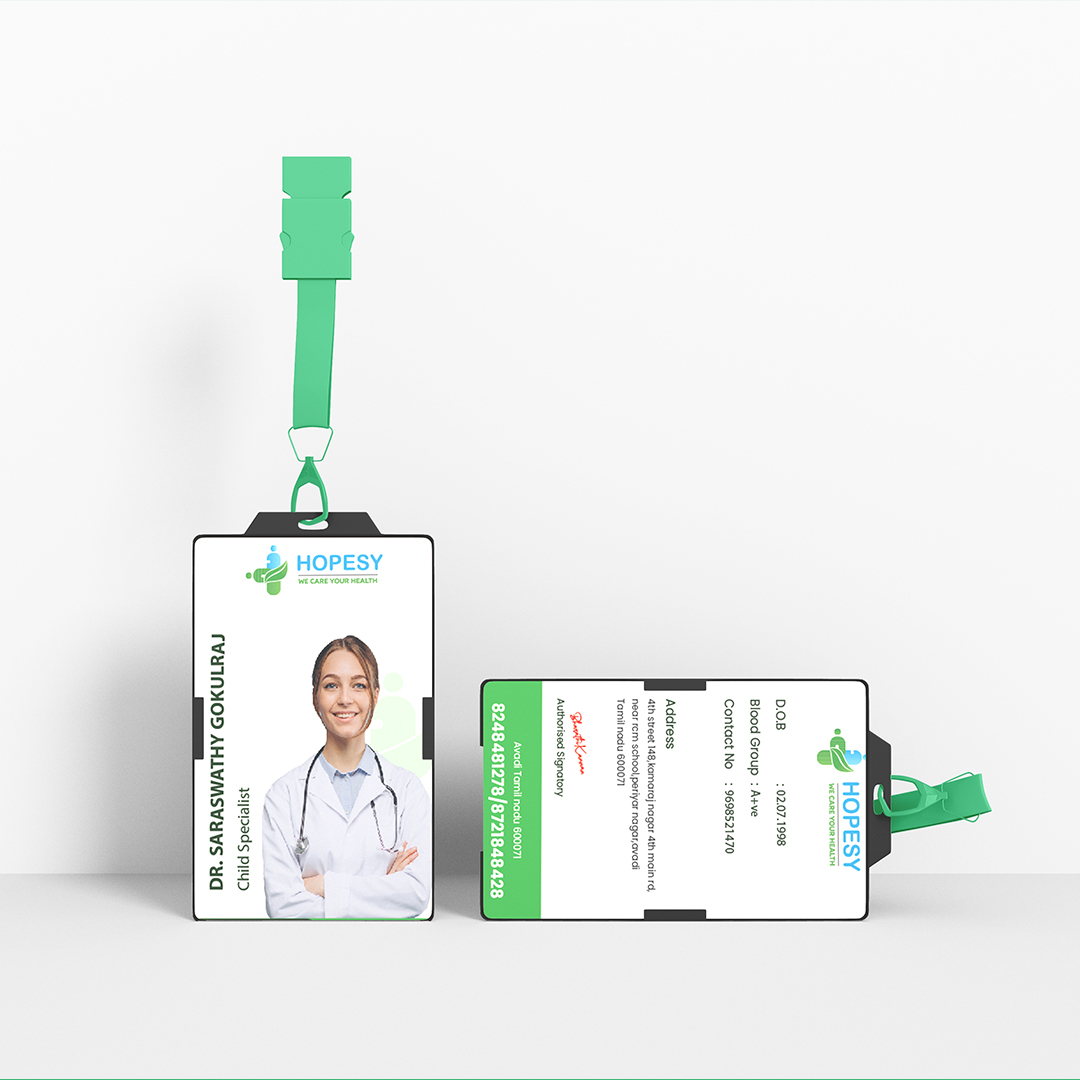 HOPESY
WE CARE YOUR HEALTH
DR. SARASWATHY GOKULRAJ
Child Specialist
HOPESY
WE CARE YOUR HEALTH
D.O.B : 02.07.1998
Blood Group : A+ve
Contact No : 9698521470
Address
4th street 148,kamaraj nagar 4th main rd,
near rcm school,periyar nagar,avadi
Tamil nadu 600071
Authorised Signatory
Avadi Tamil nadu 600071
8248481278/8721848428